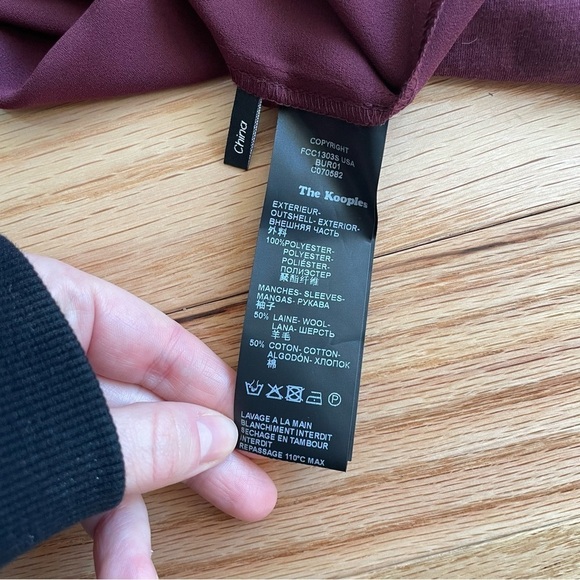 China
COPYRIGHT
FCC13035 USA
BUR01
C070582
The Kooples
EXTERIEUR-
OUTSHELL- EXTERIOR-
ВНЕШНЯЯ ЧАСТЬ
外料
100%POLYESTER-
POLYESTER-
POLIÉSTER-
ПОЛИЭСТЕР
聚酯纤维
MANCHES- SLEEVES-
MANGAS- РУКАВА
袖子
50% LAINE- WOOL-
LANA- ШЕРСТЬ
羊毛
50% COTON- COTTON-
ALGODÓN- ХЛОПОК
棉
P
LAVAGE A LA MAIN
BLANCHIMENT INTERDIT
SECHAGE EN TAMBOUR
INTERDIT
REPASSAGE 110°C MAX